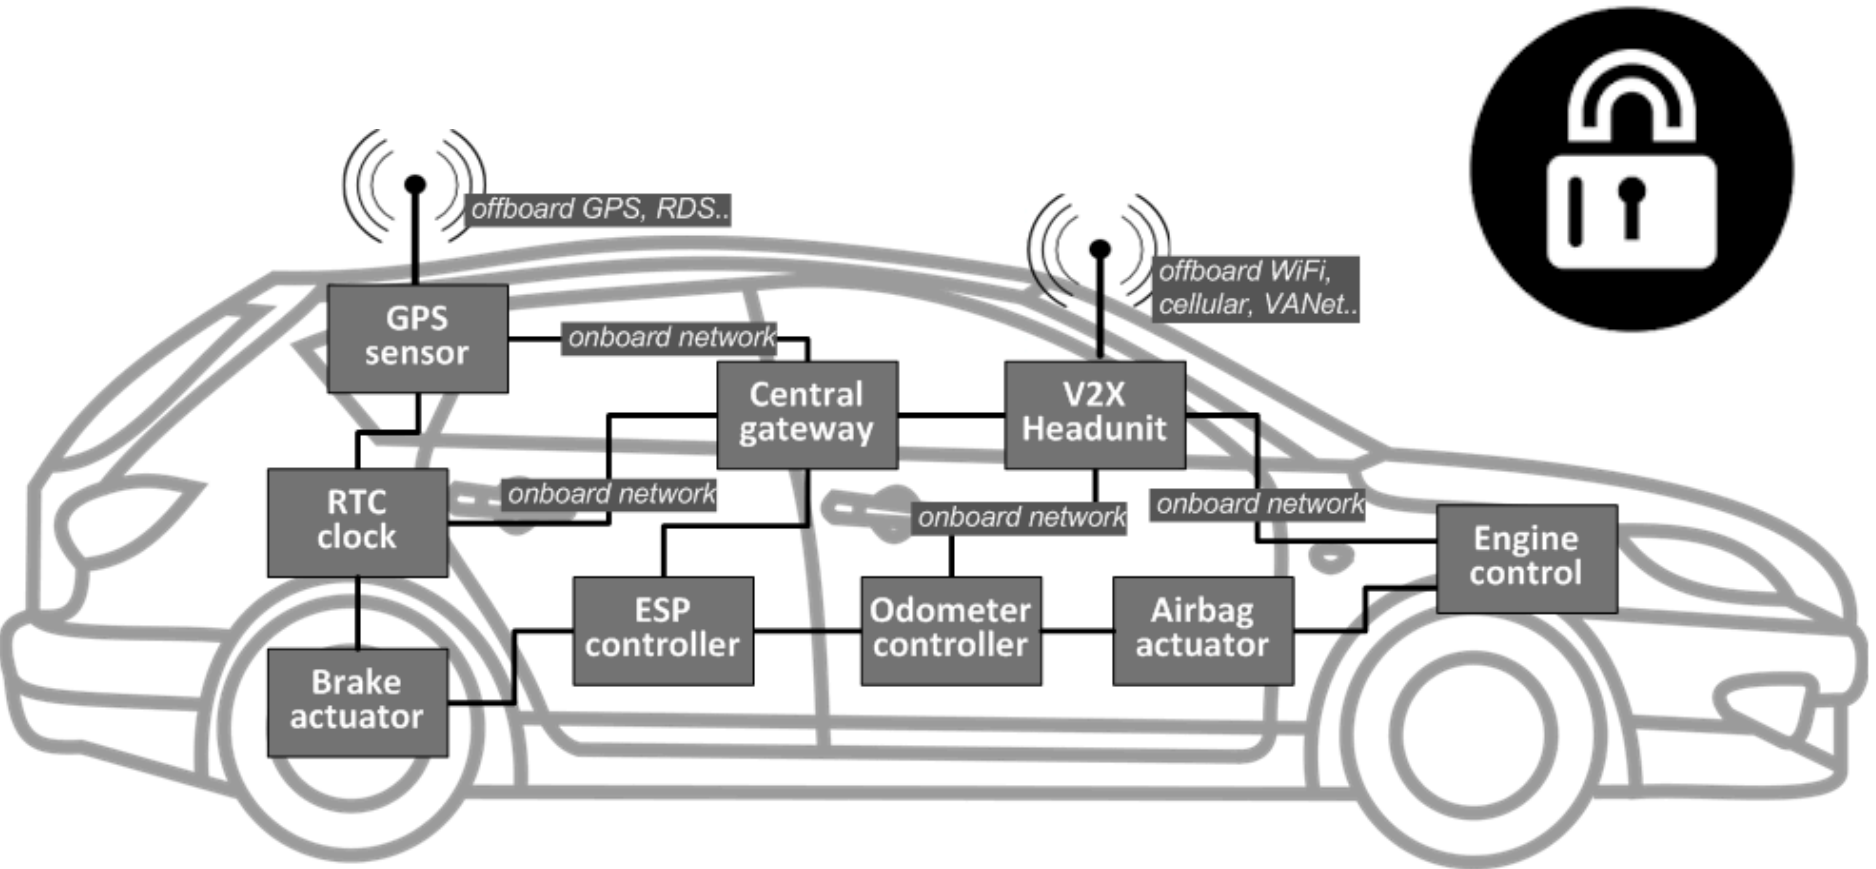 offboard GPS, RDS..
offboard WiFi,
cellular, VANet..
GPS
sensor
onboard network
Central
gateway
V2X
Headunit
RTC
clock
onboard network
onboard network
onboard network
Engine
control
ESP
controller
Odometer
controller
Airbag
actuator
Brake
actuator